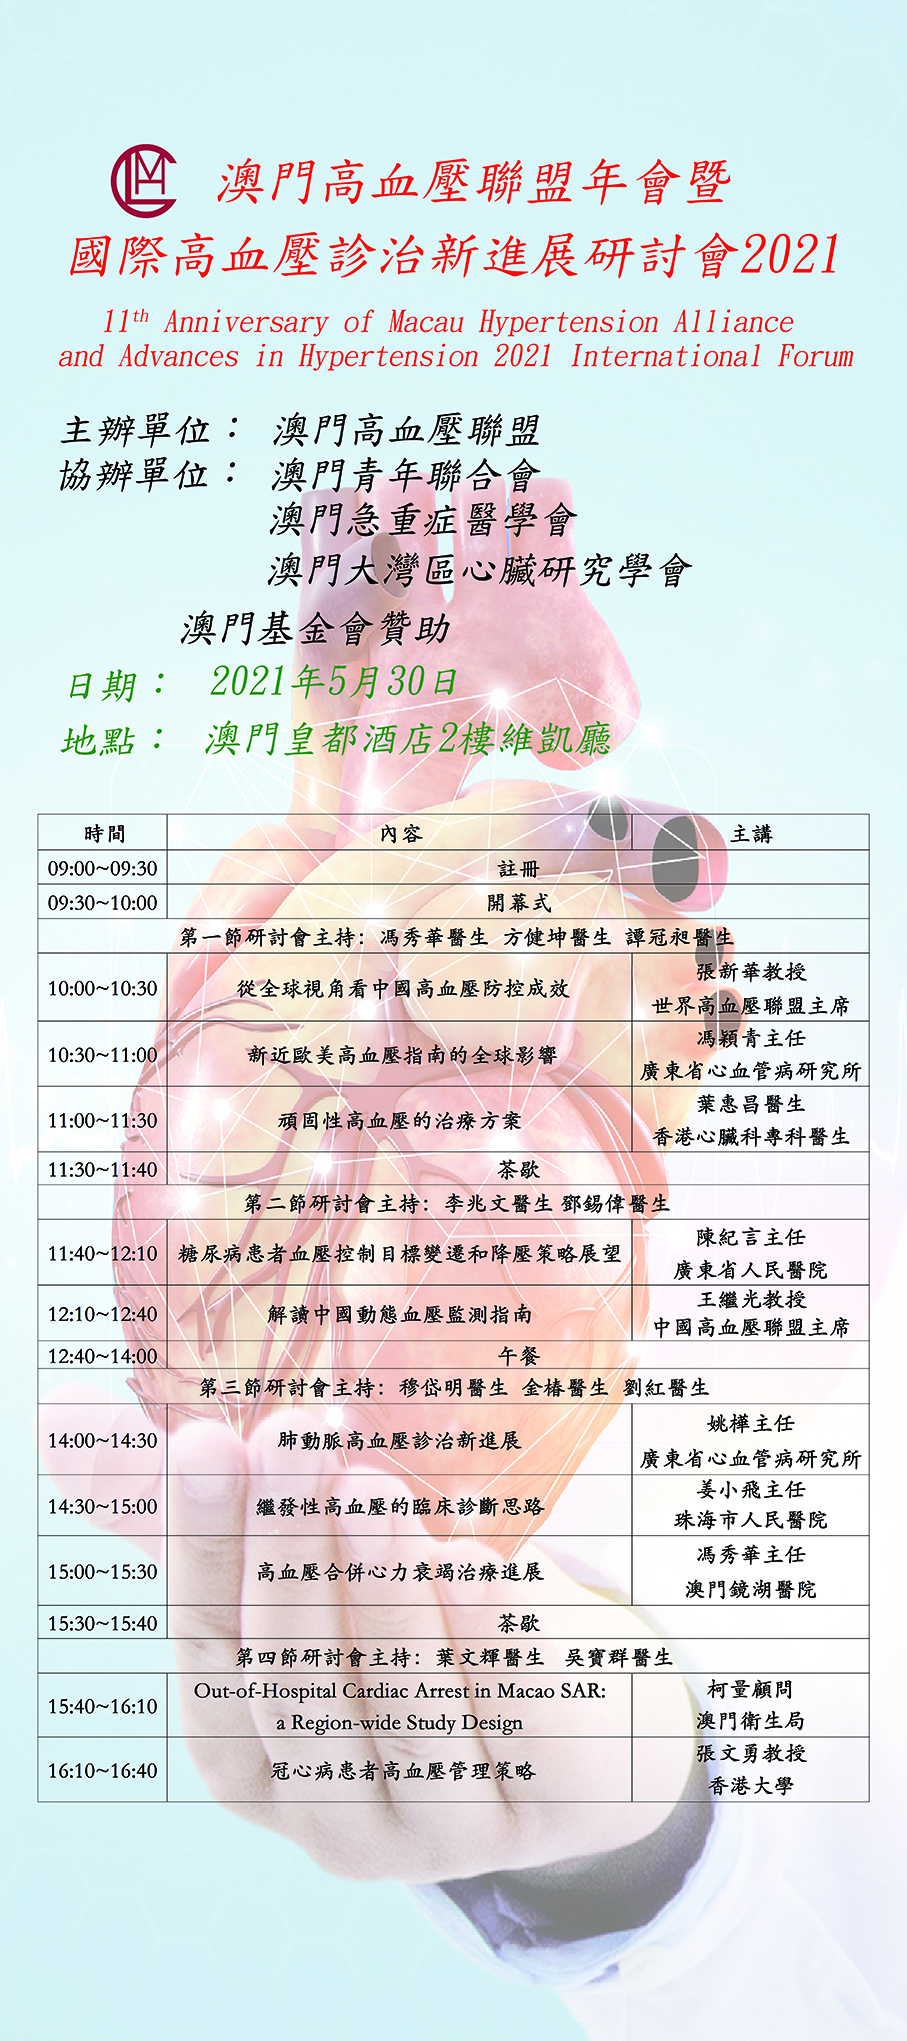 澳門高血壓聯盟年會暨
國際高血壓診治新進展研討會2021
11th Anniversary of Macau Hypertension Alliance
and Advances in Hypertension 2021 International Forum
主辦單位： 澳門高血壓聯盟
協辦單位： 澳門青年聯合會
澳門急重症醫學會
澳門大灣區心臟研究學會
澳門基金會贊助
日期： 2021年5月30日
地點： 澳門皇都酒店2樓維凱廳
時間 內容 主講
09:00~09:30 註冊
09:30~10:00 開幕式
第一節研討會主持：馮秀華醫生 方健坤醫生 譚冠昶醫生
10:00~10:30 從全球視角看中國高血壓防控成效 張新華教授
世界高血壓聯盟主席
10:30~11:00 新近歐美高血壓指南的全球影響 馮穎青主任
廣東省心血管病研究所
11:00~11:30 頑固性高血壓的治療方案 葉惠昌醫生
香港心臟科專科醫生
11:30~11:40 茶歇
第二節研討會主持：李兆文醫生 鄧錫偉醫生
11:40~12:10 糖尿病患者血壓控制目標變遷和降壓策略展望 陳紀言主任
廣東省人民醫院
12:10~12:40 解讀中國動態血壓監測指南 王繼光教授
中國高血壓聯盟主席
12:40~14:00 午餐
第三節研討會主持：穆岱明醫生 金椿醫生 劉紅醫生
14:00~14:30 肺動脈高血壓診治新進展 姚樺主任
廣東省心血管病研究所
14:30~15:00 繼發性高血壓的臨床診斷思路 姜小飛主任
珠海市人民醫院
15:00~15:30 高血壓合併心力衰竭治療進展 馮秀華主任
澳門鏡湖醫院
15:30~15:40 茶歇
第四節研討會主持：葉文輝醫生 吳寶群醫生
15:40~16:10 Out-of-Hospital Cardiac Arrest in Macao SAR:
a Region-wide Study Design 柯量顧問
澳門衛生局
16:10~16:40 冠心病患者高血壓管理策略 張文勇教授
香港大學